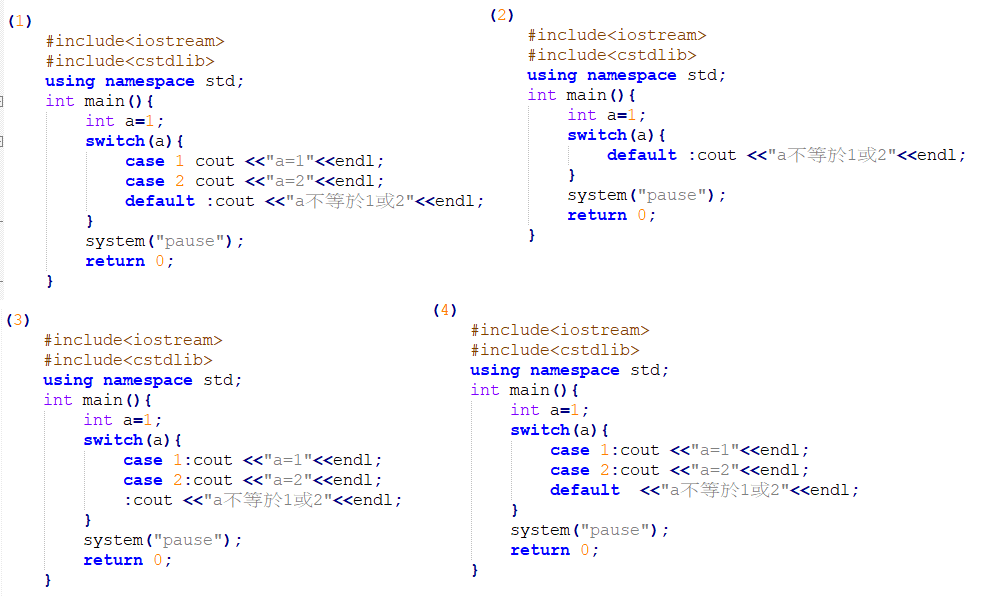 (1)
#include<iostream>
#include<cstdlib>
using namespace std;
int main(){
int a=1;
switch(a){
case 1 cout <<"a=1"<<endl;
case 2 cout <<"a=2"<<endl;
default :cout <<"a不等於1或2"<<endl;
}
system("pause");
return 0;
}
(2)
#include<iostream>
#include<cstdlib>
using namespace std;
int main(){
int a=1;
switch(a){
default :cout <<"a不等於1或2"<<endl;
}
system("pause");
return 0;
}
(3)
#include<iostream>
#include<cstdlib>
using namespace std;
int main(){
int a=1;
switch(a){
case 1:cout <<"a=1"<<endl;
case 2:cout <<"a=2"<<endl;
:cout <<"a不等於1或2"<<endl;
}
system("pause");
return 0;
}
(4)
#include<iostream>
#include<cstdlib>
using namespace std;
int main(){
int a=1;
switch(a){
case 1:cout <<"a=1"<<endl;
case 2:cout <<"a=2"<<endl;
default  <<"a不等於1或2"<<endl;
}
system("pause");
return 0;
}